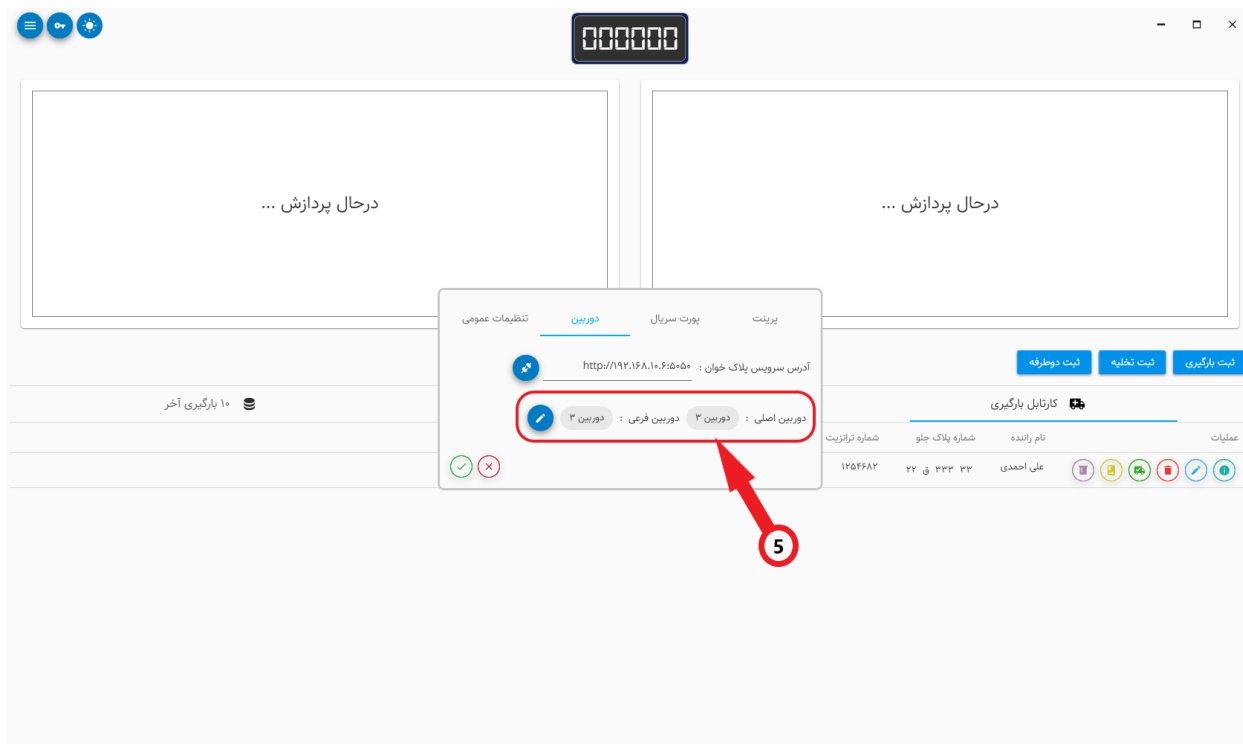 000000
درحال پردازش ...
درحال پردازش ...
پرینت پورت سریال دوربین تنظیمات عمومی
آدرس سرویس پلاک خوان : http://۱۹۲.۱۶۸.۱۰.۶:۵۰۵۰
دوربین اصلی : دوربین ۳ دوربین فرعی : دوربین ۳
ثبت بارگیری ثبت تخلیه ثبت دوطرفه
کارتابل بارگیری ۱۰ بارگیری آخر
عملیات نام راننده شماره پلاک جلو شماره ترانزیت
علی احمدی ۳۳ ۳۳۳ ق ۲۲ ۱۲۵۴۶۸۲
5